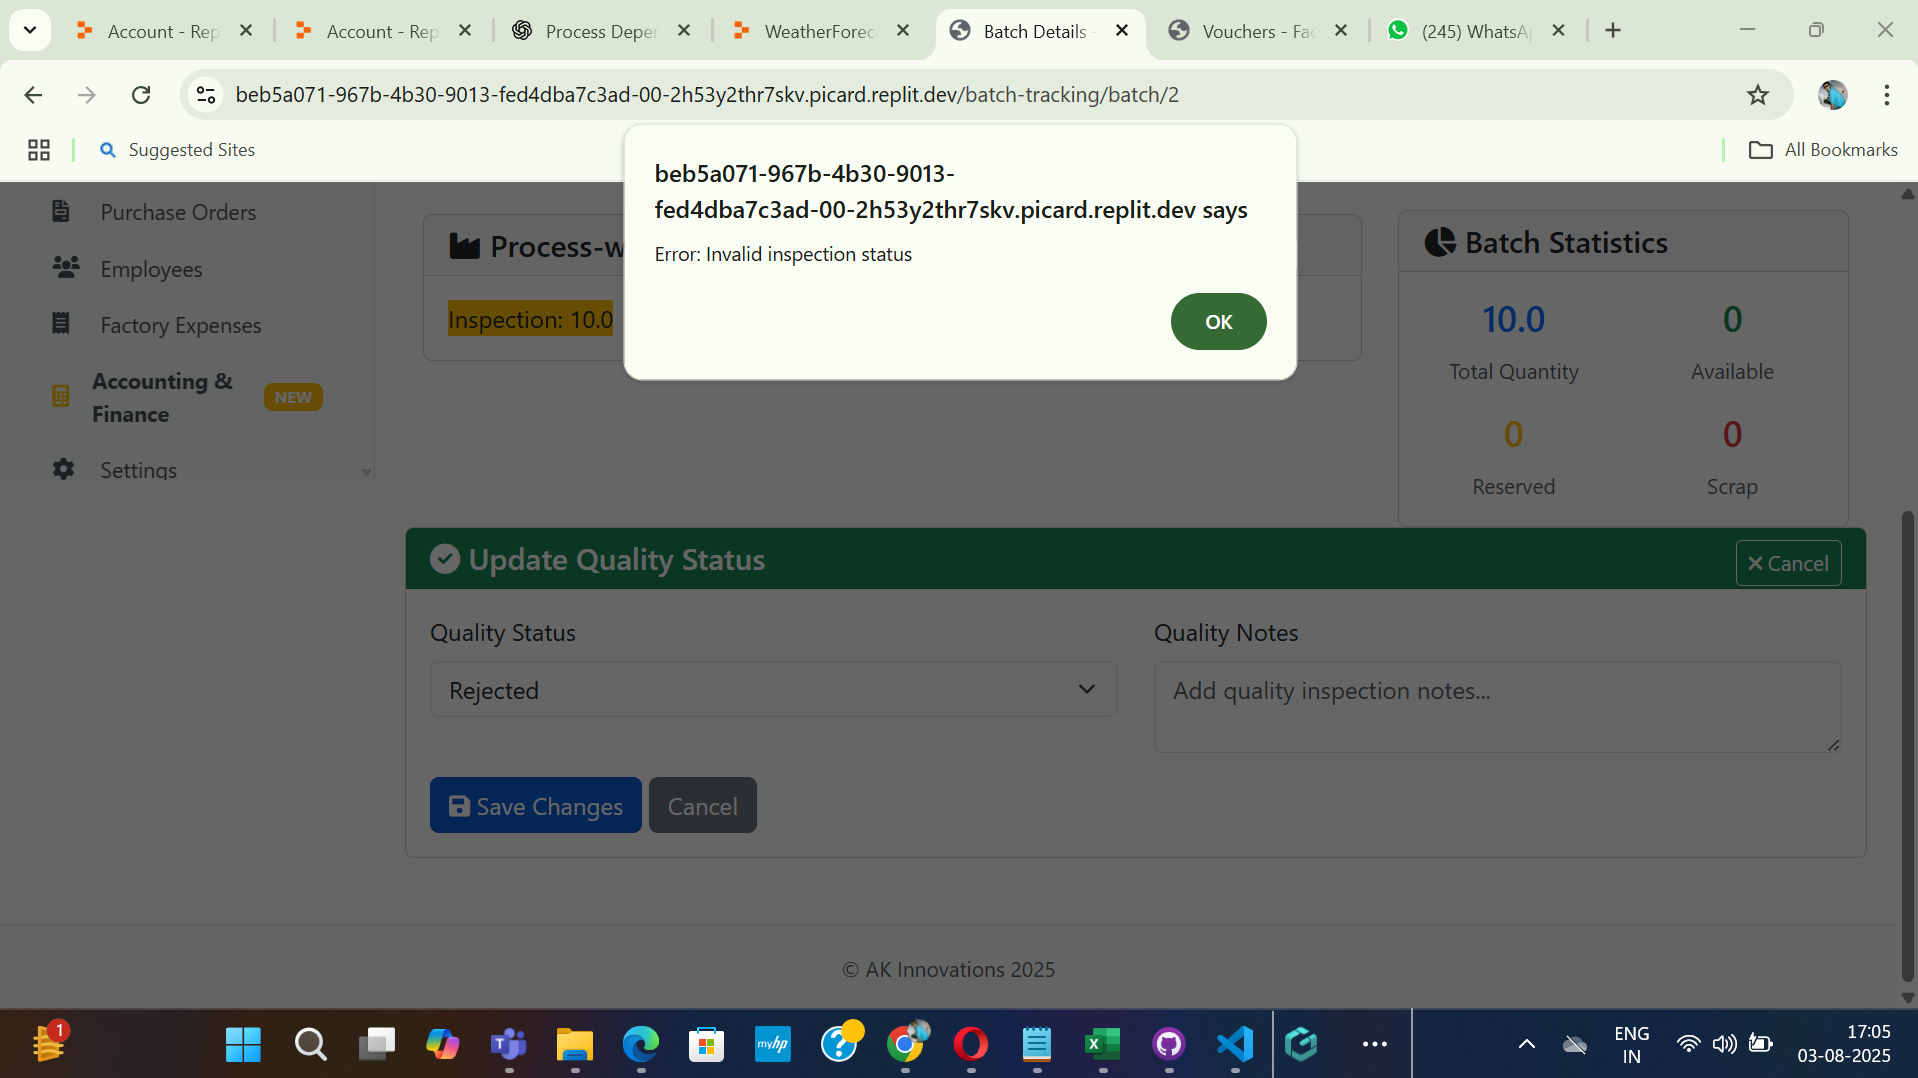 Account - Rep
Account - Rep
Process Deper
WeatherForec
Batch Details -
Vouchers - Fac
(245) WhatsAp
beb5a071-967b-4b30-9013-fed4dba7c3ad-00-2h53y2thr7skv.picard.replit.dev/batch-tracking/batch/2
Suggested Sites
All Bookmarks
beb5a071-967b-4b30-9013-
fed4dba7c3ad-00-2h53y2thr7skv.picard.replit.dev says
Error: Invalid inspection status
OK
Purchase Orders
Employees
Factory Expenses
Accounting &
Finance
NEW
Settings
Process-w
Inspection: 10.0
Batch Statistics
10.0
0
Total Quantity
Available
0
0
Reserved
Scrap
Update Quality Status
Cancel
Quality Status
Quality Notes
Rejected
Add quality inspection notes...
Save Changes
Cancel
© AK Innovations 2025
1
myhp
ENG
IN
17:05
03-08-2025